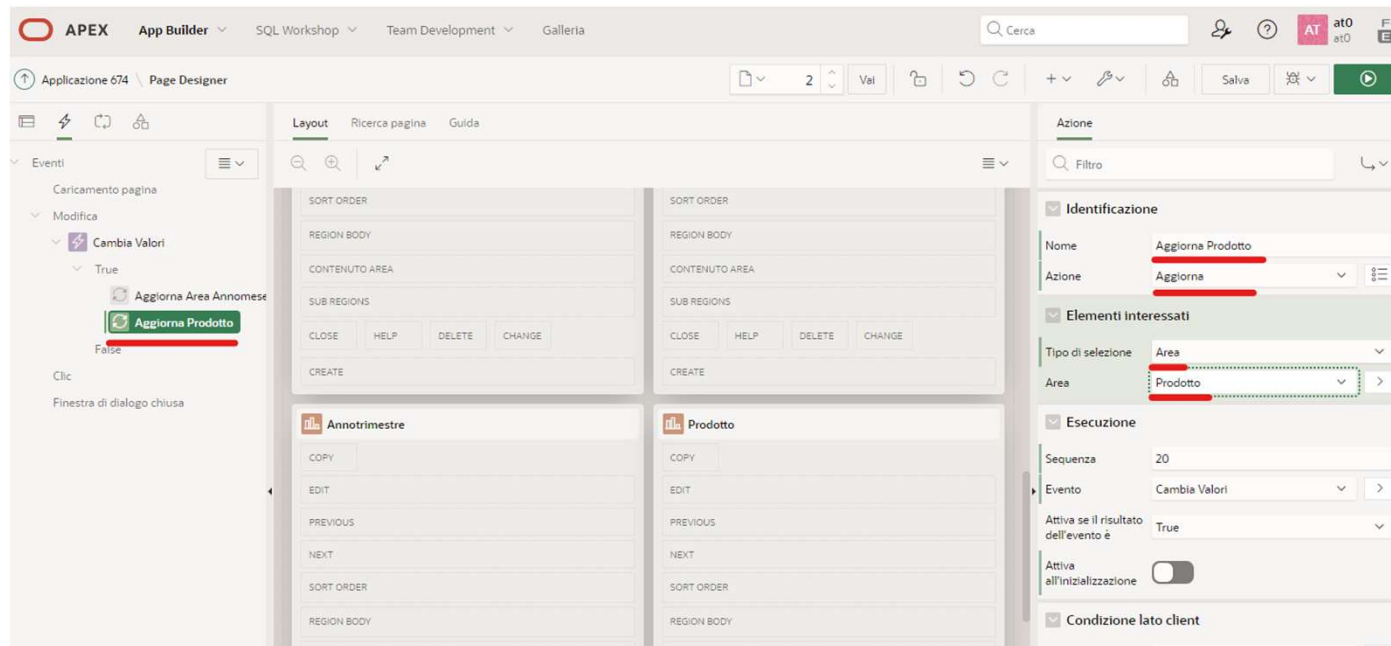 APEX App Builder SQL Workshop Team Development Galleria Cerca AT at0
at0
Applicazione 674 \ Page Designer 2 Vai Salva
Layout Ricerca pagina Guida Azione
Eventi Filtro
Caricamento pagina
Modifica
Cambia Valori
True
Aggiorna Area Annomese
Aggiorna Prodotto
False
Clic
Finestra di dialogo chiusa
SORT ORDER SORT ORDER
REGION BODY REGION BODY
CONTENUTO AREA CONTENUTO AREA
SUB REGIONS SUB REGIONS
CLOSE HELP DELETE CHANGE CLOSE HELP DELETE CHANGE
CREATE CREATE
Annotrimestre Prodotto
COPY COPY
EDIT EDIT
PREVIOUS PREVIOUS
NEXT NEXT
SORT ORDER SORT ORDER
REGION BODY REGION BODY
Identificazione
Nome Aggiorna Prodotto
Azione Aggiorna
Elementi interessati
Tipo di selezione Area
Area Prodotto
Esecuzione
Sequenza 20
Evento Cambia Valori
Attiva se il risultato
dell'evento è True
Attiva
all'inizializzazione
Condizione lato client